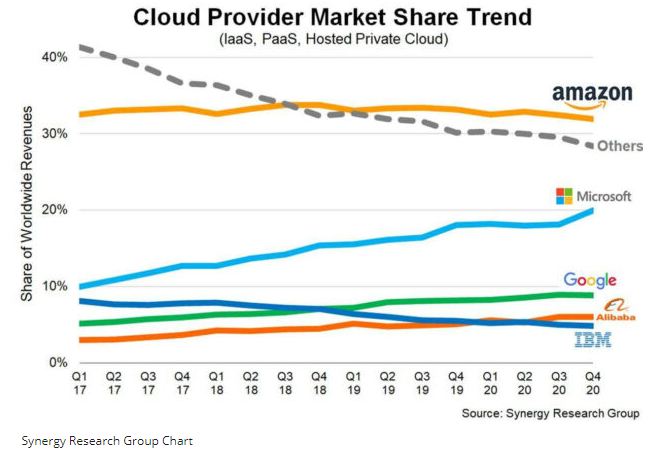 Cloud Provider Market Share Trend
(IaaS, PaaS, Hosted Private Cloud)
Share of Worldwide Revenues
40%
30%
20%
10%
0%
amazon
Others
Microsoft
Google
Alibaba
IBM
Q1 Q2 Q3 Q4 Q1 Q2 Q3 Q4 Q1 Q2 Q3 Q4 Q1 Q2 Q3 Q4
17 17 17 17 18 18 18 18 19 19 19 19 20 20 20 20
Source: Synergy Research Group
Synergy Research Group Chart